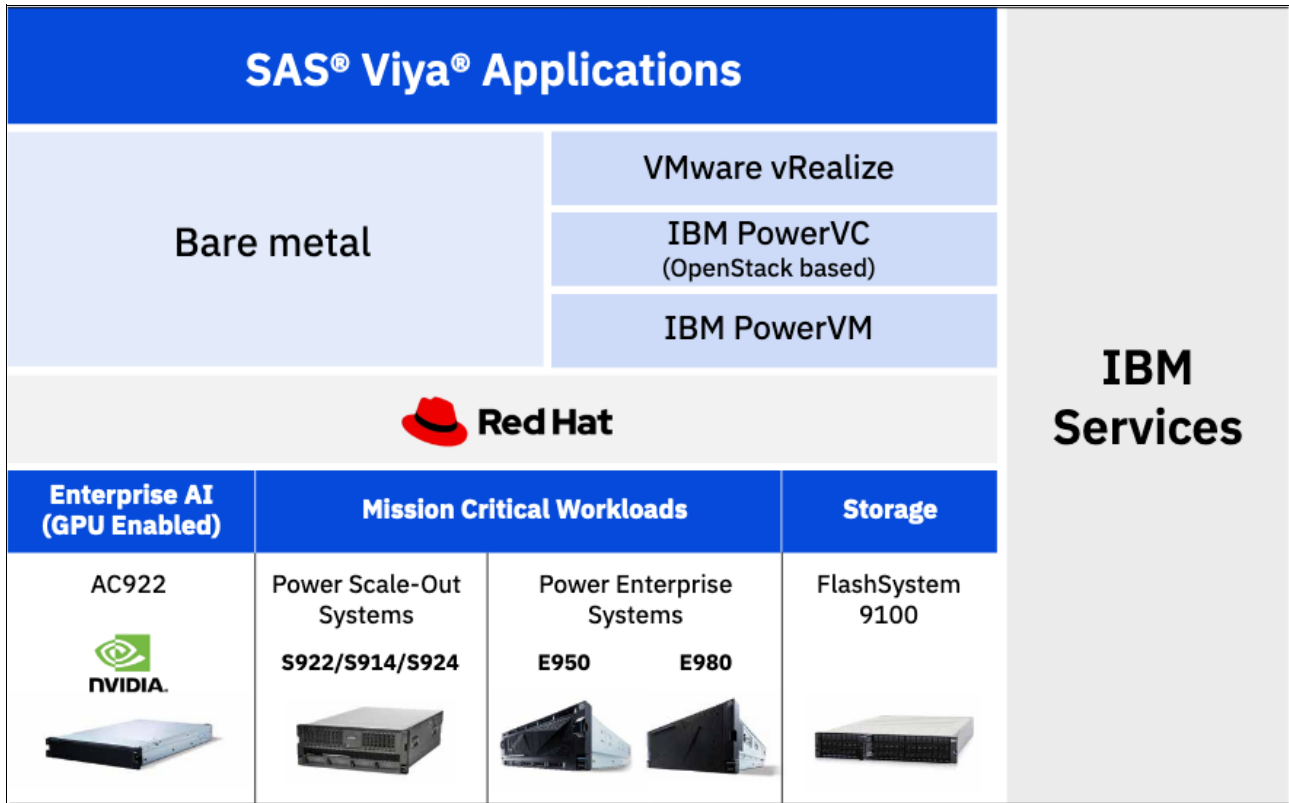 SAS® Viya® Applications
Bare metal
VMware vRealize
IBM PowerVC
(OpenStack based)
IBM PowerVM
Red Hat
IBM
Services
Enterprise AI
(GPU Enabled)
Mission Critical Workloads
Storage
AC922
NVIDIA.
Power Scale-Out
Systems
S922/S914/S924
Power Enterprise
Systems
E950
E980
FlashSystem
9100